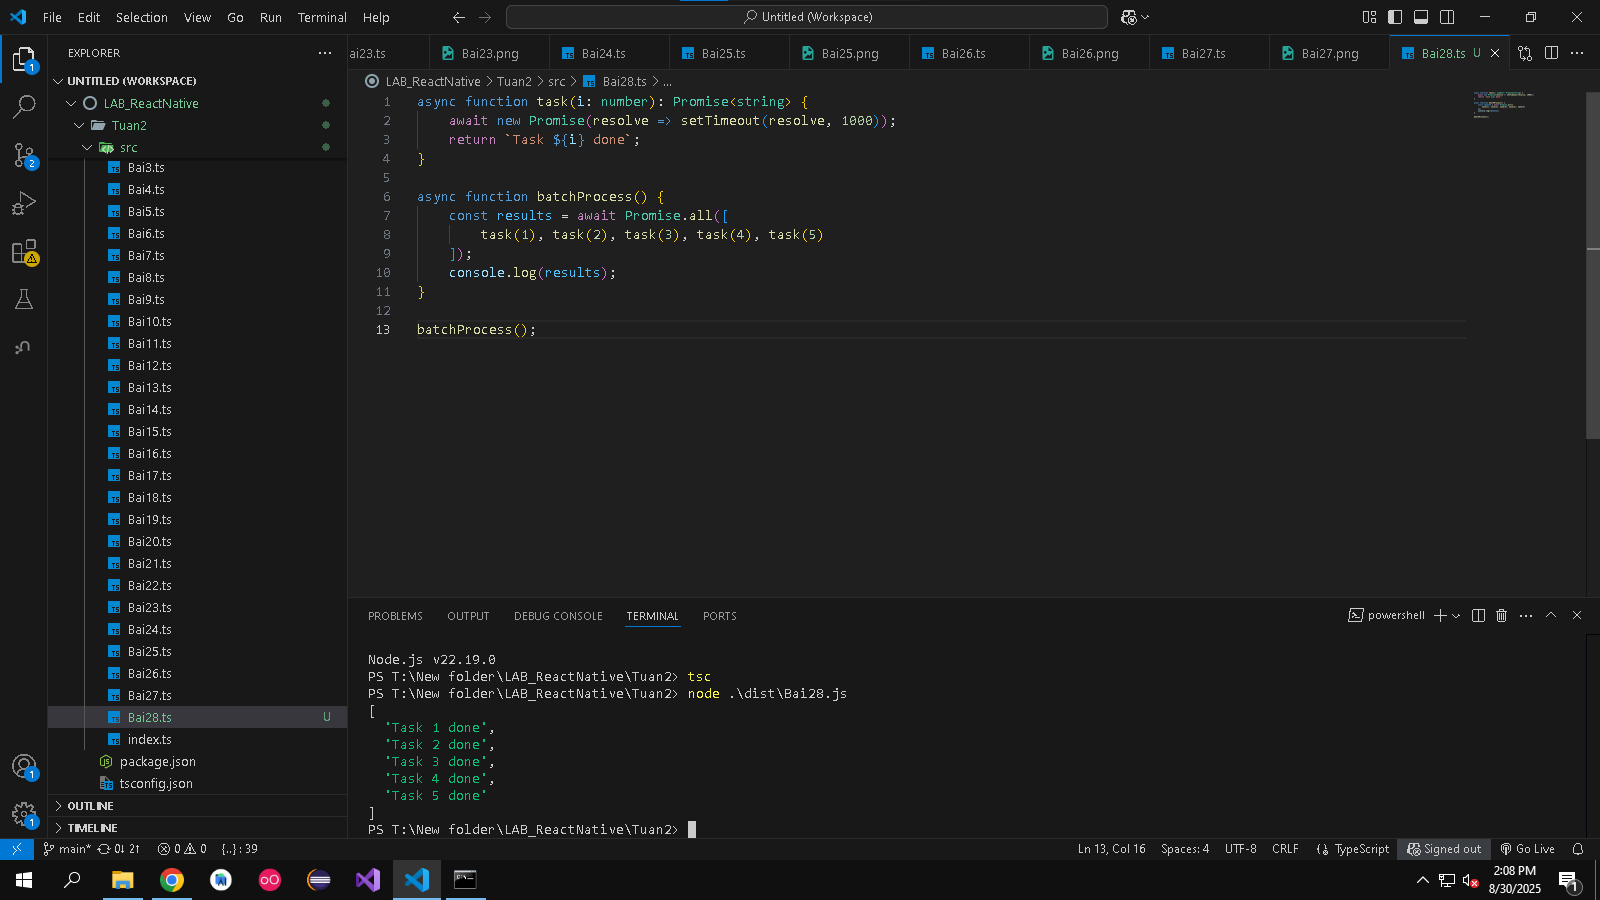 File Edit Selection View Go Run Terminal Help
Untitled (Workspace)
EXPLORER
ai23.ts Bai23.png Bai24.ts Bai25.ts Bai25.png Bai26.ts Bai26.png Bai27.ts Bai27.png Bai28.ts U
UNTITLED (WORKSPACE)
LAB_ReactNative
Tuan2
src
Bai3.ts
Bai4.ts
Bai5.ts
Bai6.ts
Bai7.ts
Bai8.ts
Bai9.ts
Bai10.ts
Bai11.ts
Bai12.ts
Bai13.ts
Bai14.ts
Bai15.ts
Bai16.ts
Bai17.ts
Bai18.ts
Bai19.ts
Bai20.ts
Bai21.ts
Bai22.ts
Bai23.ts
Bai24.ts
Bai25.ts
Bai26.ts
Bai27.ts
Bai28.ts U
index.ts
package.json
tsconfig.json
OUTLINE
TIMELINE
LAB_ReactNative > Tuan2 > src > Bai28.ts > ...
1 async function task(i: number): Promise<string> {
2 await new Promise(resolve => setTimeout(resolve, 1000));
3 return `Task ${i} done`;
4 }
5
6 async function batchProcess() {
7 const results = await Promise.all([
8 task(1), task(2), task(3), task(4), task(5)
9 ]);
10 console.log(results);
11 }
12
13 batchProcess();
PROBLEMS OUTPUT DEBUG CONSOLE TERMINAL PORTS
powershell
Node.js v22.19.0
PS T:\New folder\LAB_ReactNative\Tuan2> tsc
PS T:\New folder\LAB_ReactNative\Tuan2> node .\dist\Bai28.js
[
'Task 1 done',
'Task 2 done',
'Task 3 done',
'Task 4 done',
'Task 5 done'
]
PS T:\New folder\LAB_ReactNative\Tuan2>
main* 0↓ 2↑ 0 0 {..} : 39
Ln 13, Col 16 Spaces: 4 UTF-8 CRLF TypeScript Signed out Go Live
2:08 PM
8/30/2025